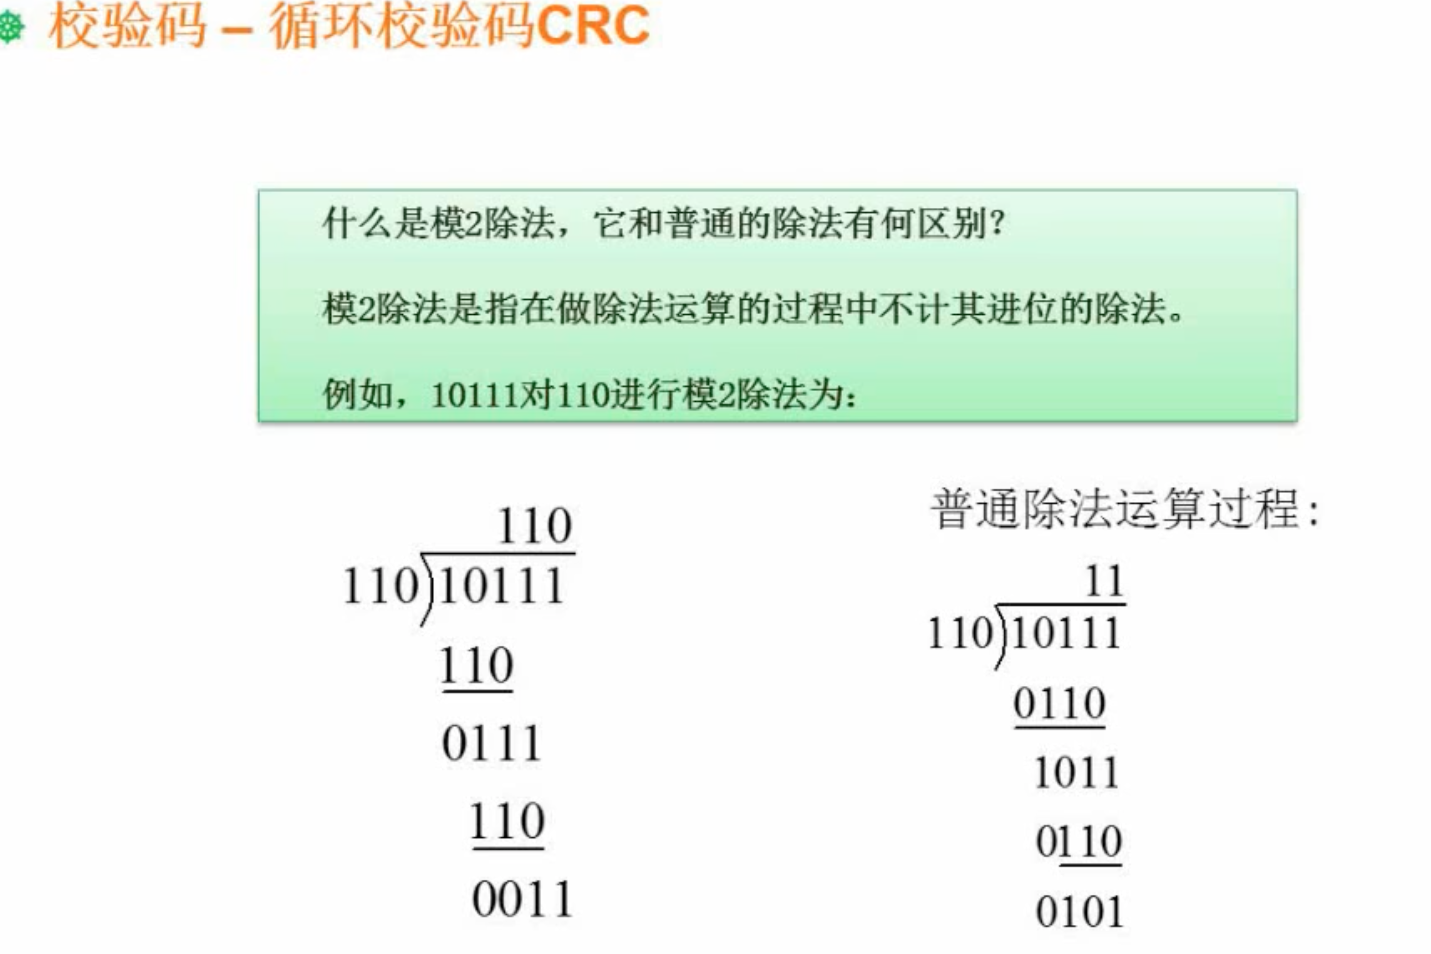 校验码 – 循环校验码CRC
什么是模2除法，它和普通的除法有何区别？
模2除法是指在做除法运算的过程中不计其进位的除法。
例如，10111对110进行模2除法为：
110
110)10111
110
0111
110
0011
普通除法运算过程：
11
110)10111
0110
1011
0110
0101